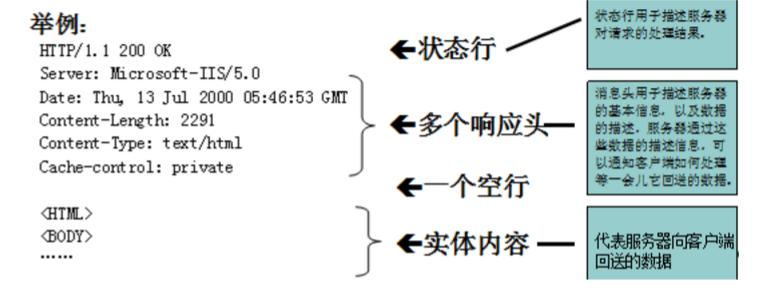 举例:
HTTP/1.1 200 OK
Server: Microsoft-IIS/5.0
Date: Thu, 13 Jul 2000 05:46:53 GMT
Content-Length: 2291
Content-Type: text/html
Cache-control: private
<HTML>
<BODY>
……
状态行
多个响应头
一个空行
实体内容
状态行用于描述服务器
对请求的处理结果。
消息头用于描述服务器
的基本信息，以及数据
的描述，服务器通过这
些数据的描述信息，可
以通知客户端如何处理
等一会儿它回送的数据。
代表服务器向客户端
回送的数据